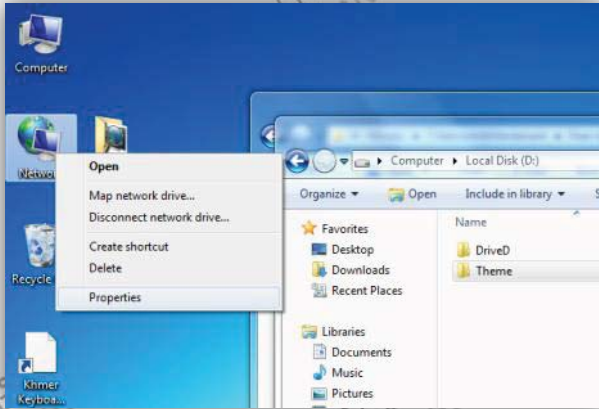 Computer
Open
Map network drive...
Disconnect network drive...
Create shortcut
Delete
Properties
Recycle
Khmer
Keyboa...
Computer ▸ Local Disk (D:)
Organize
Open
Include in library
Favorites
Desktop
Downloads
Recent Places
Libraries
Documents
Music
Pictures
Name
DriveD
Theme